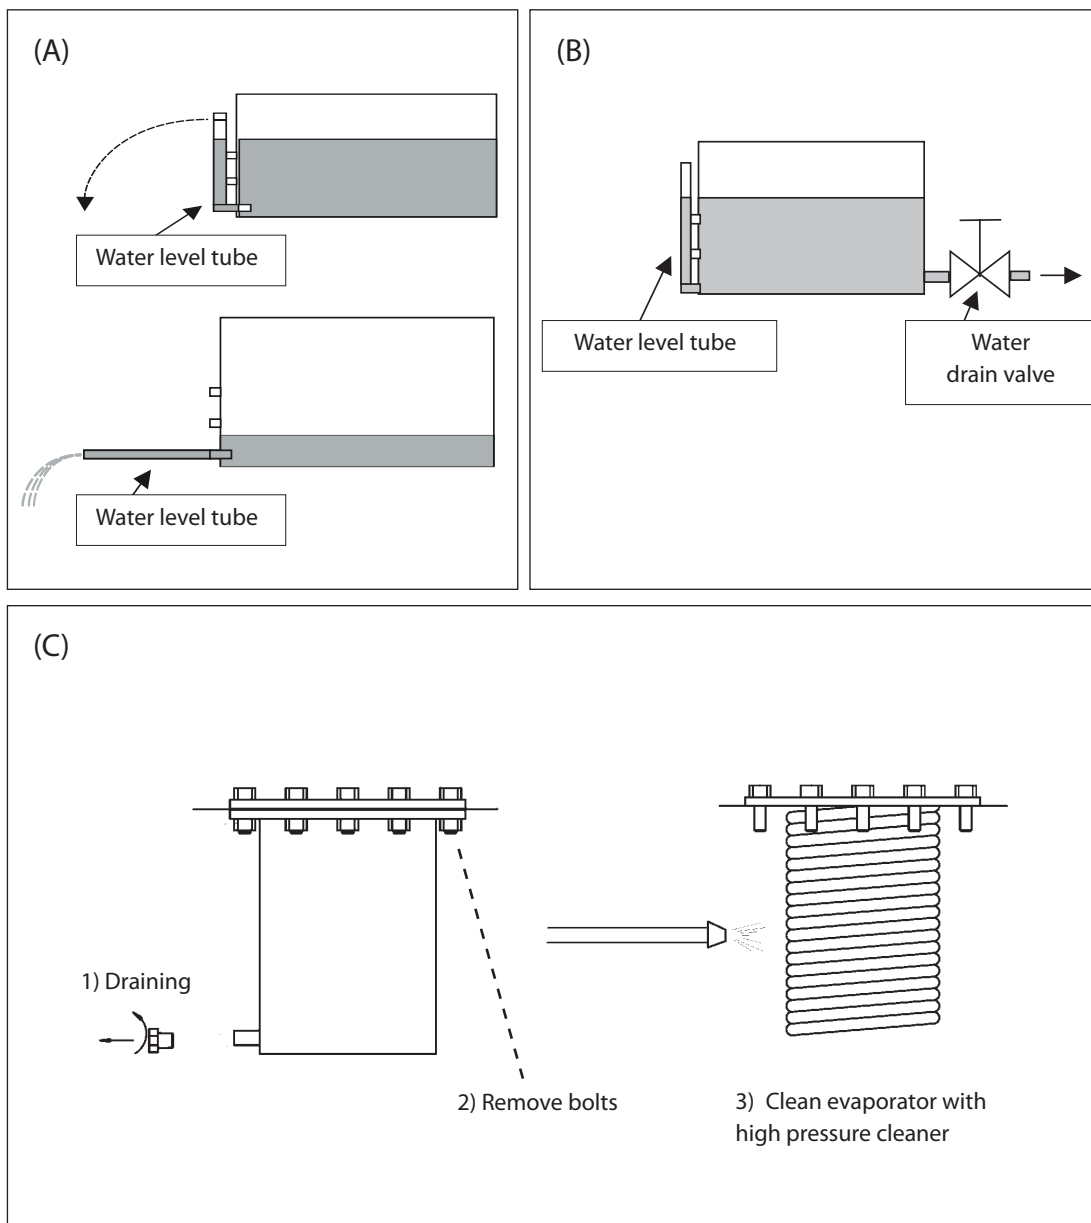 (A)
Water level tube
Water level tube
(B)
Water level tube
Water
drain valve
(C)
1) Draining
2) Remove bolts
3) Clean evaporator with
high pressure cleaner